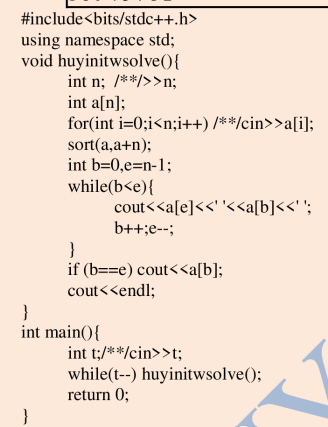 #include<bits/stdc++.h>
using namespace std;
void huyinitwsolve(){
int n; /**/>>n;
int a[n];
for(int i=0;i<n;i++) /**/cin>>a[i];
sort(a,a+n);
int b=0,e=n-1;
while(b<e){
cout<<a[e]<<' '<<a[b]<<' ';
b++;e--;
}
if (b==e) cout<<a[b];
cout<<endl;
}
int main(){
int t;/**/cin>>t;
while(t--) huyinitwsolve();
return 0;
}